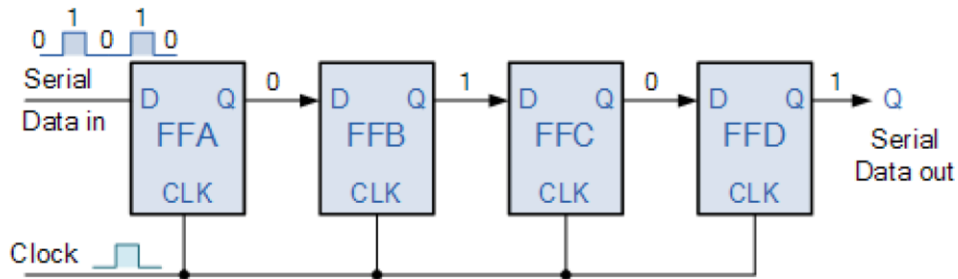 0 1 0 1 0
Serial
Data in
D Q
FFA
CLK
0
D Q
FFB
CLK
1
D Q
FFC
CLK
0
D Q
FFD
CLK
1
Q
Serial
Data out
Clock